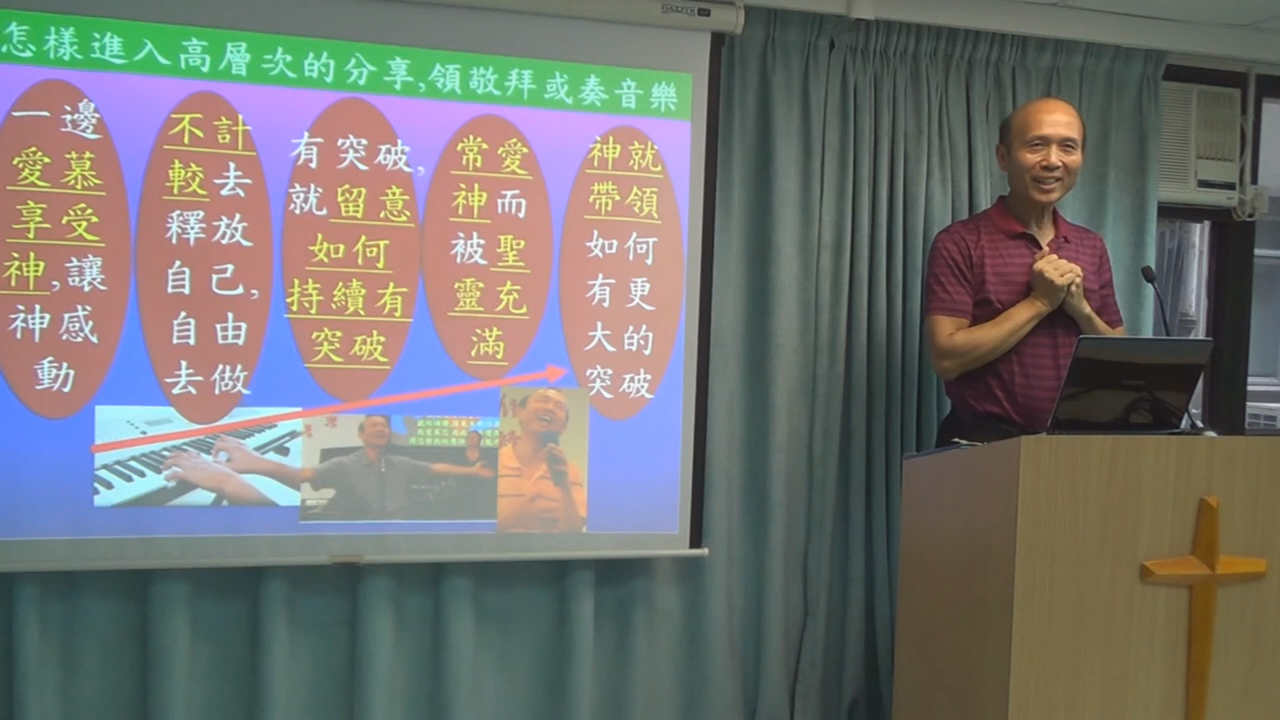 怎樣進入高層次的分享,領敬拜或奏音樂
一邊
愛慕
享受
神,讓
神感
動
不計
較去
釋放
自己,
自由
去做
有突破,
就留意
如何
持續有
突破
常愛
神而
被聖
靈充
滿
神就
帶領
如何
有更
大的
突破